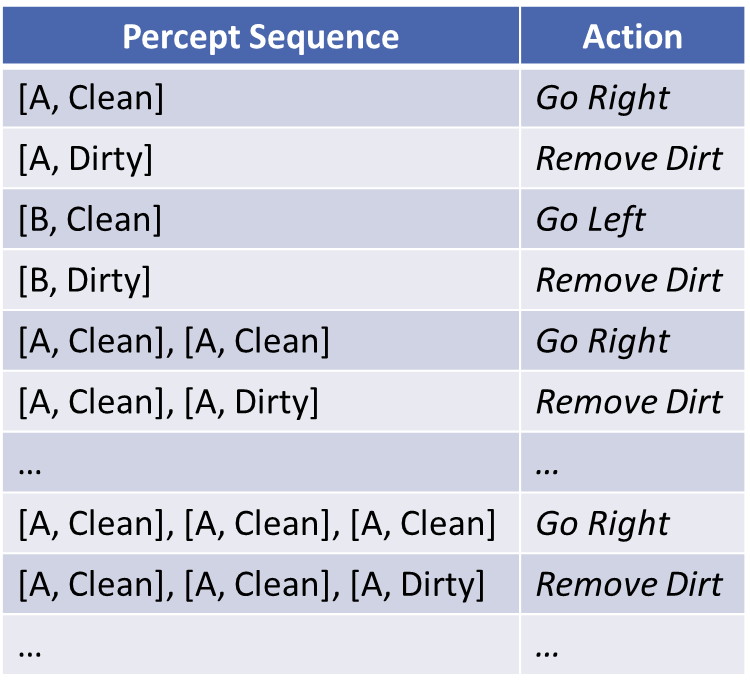 Percept Sequence Action
[A, Clean] Go Right
[A, Dirty] Remove Dirt
[B, Clean] Go Left
[B, Dirty] Remove Dirt
[A, Clean], [A, Clean] Go Right
[A, Clean], [A, Dirty] Remove Dirt
... ...
[A, Clean], [A, Clean], [A, Clean] Go Right
[A, Clean], [A, Clean], [A, Dirty] Remove Dirt
... ...